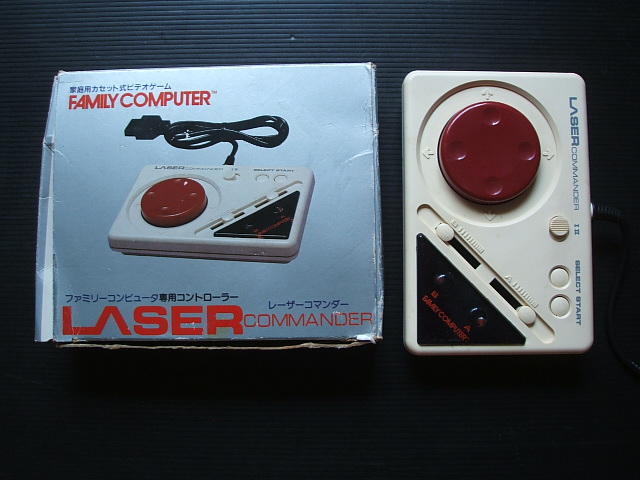 家庭用カセット式ビデオゲーム
FAMILY COMPUTER™
LASER COMMANDER
I II
SELECT START
ファミリーコンピュータ専用コントローラー
レーザーコマンダー
LASER COMMANDER
LASER COMMANDER
I II
SELECT START
B
A
B
A
FAMILY COMPUTER